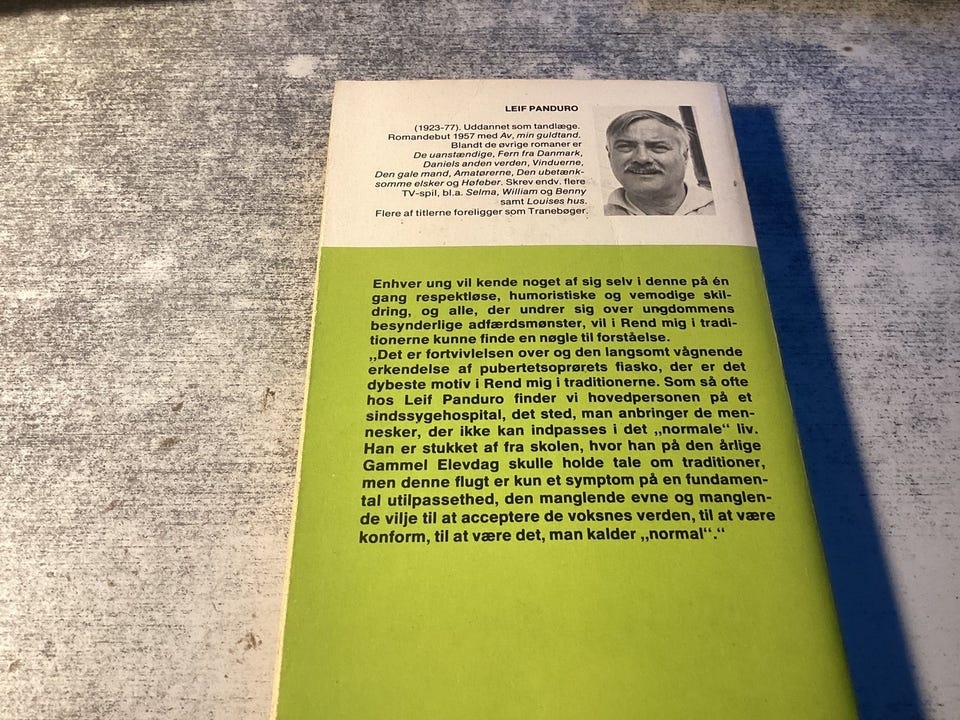 LEIF PANDURO
(1923-77). Uddannet som tandlæge.
Romandebut 1957 med Av, min guldtand.
Blandt de øvrige romaner er
De uanstændige, Fern fra Danmark,
Daniels anden verden, Vinduerne,
Den gale mand, Amatørerne, Den ubetænk-
somme elsker og Høfeber. Skrev endv. flere
TV-spil, bl.a. Selma, William og Benny
samt Louises hus.
Flere af titlerne foreligger som Tranebøger.
Enhver ung vil kende noget af sig selv i denne på én
gang respektløse, humoristiske og vemodige skil-
dring, og alle, der undrer sig over ungdommens
besynderlige adfærdsmønster, vil i Rend mig i tradi-
tionerne kunne finde en nøgle til forståelse.
„Det er fortvivlelsen over og den langsomt vågnende
erkendelse af pubertetsoprørets fiasko, der er det
dybeste motiv i Rend mig i traditionerne. Som så ofte
hos Leif Panduro finder vi hovedpersonen på et
sindssygehospital, det sted, man anbringer de men-
nesker, der ikke kan indpasses i det „normale“ liv.
Han er stukket af fra skolen, hvor han på den årlige
Gammel Elevdag skulle holde tale om traditioner,
men denne flugt er kun et symptom på en fundamen-
tal utilpassethed, den manglende evne og manglen-
de vilje til at acceptere de voksnes verden, til at være
konform, til at være det, man kalder „normal“.“